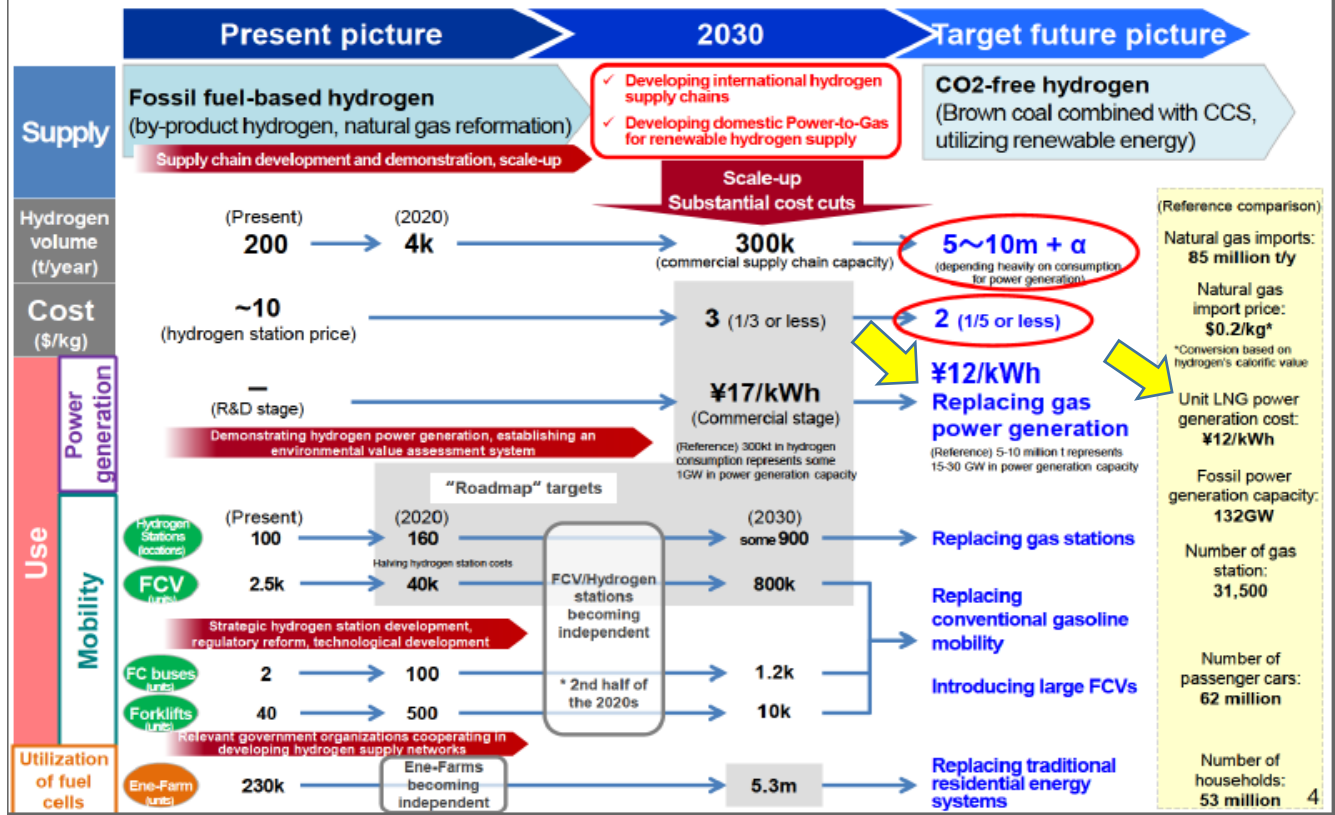 Present picture
2030
Target future picture
Supply
Fossil fuel-based hydrogen
(by-product hydrogen, natural gas reformation)
Supply chain development and demonstration, scale-up
✓ Developing international hydrogen
supply chains
✓ Developing domestic Power-to-Gas
for renewable hydrogen supply
CO2-free hydrogen
(Brown coal combined with CCS,
utilizing renewable energy)
Scale-up
Substantial cost cuts
Hydrogen
volume
(t/year)
(Present)
200
(2020)
4k
300k
(commercial supply chain capacity)
5~10m + α
(depending heavily on consumption
for power generation)
Cost
($/kg)
~10
(hydrogen station price)
3 (1/3 or less)
2 (1/5 or less)
Use
Power
generation
–
(R&D stage)
¥17/kWh
(Commercial stage)
¥12/kWh
Replacing gas
power generation
(Reference) 5-10 million t represents
15-30 GW in power generation capacity
Demonstrating hydrogen power generation, establishing an
environmental value assessment system
(Reference) 300kt in hydrogen
consumption represents some
1GW in power generation capacity
"Roadmap" targets
Mobility
Hydrogen
Stations
(locations)
(Present)
100
(2020)
160
(2030)
some 900
Replacing gas stations
Halving hydrogen station costs
FCV
(units)
2.5k
40k
FCV/Hydrogen
stations
becoming
independent
* 2nd half of
the 2020s
800k
Replacing
conventional gasoline
mobility
Strategic hydrogen station development,
regulatory reform, technological development
FC buses
(units)
2
100
1.2k
Introducing large FCVs
Forklifts
(units)
40
500
10k
Relevant government organizations cooperating in
developing hydrogen supply networks
Utilization
of fuel
cells
Ene-Farm
(units)
230k
Ene-Farms
becoming
independent
5.3m
Replacing traditional
residential energy
systems
(Reference comparison)
Natural gas imports:
85 million t/y
Natural gas
import price:
$0.2/kg*
*Conversion based on
hydrogen's calorific value
Unit LNG power
generation cost:
¥12/kWh
Fossil power
generation capacity:
132GW
Number of gas
station:
31,500
Number of
passenger cars:
62 million
Number of
households:
53 million
4